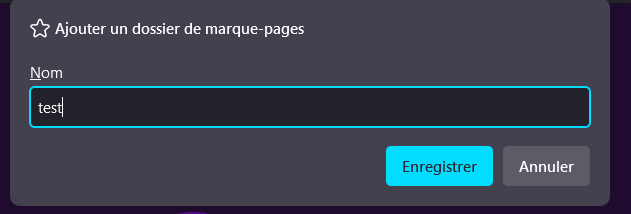 Ajouter un dossier de marque-pages
Nom
test
Enregistrer
Annuler